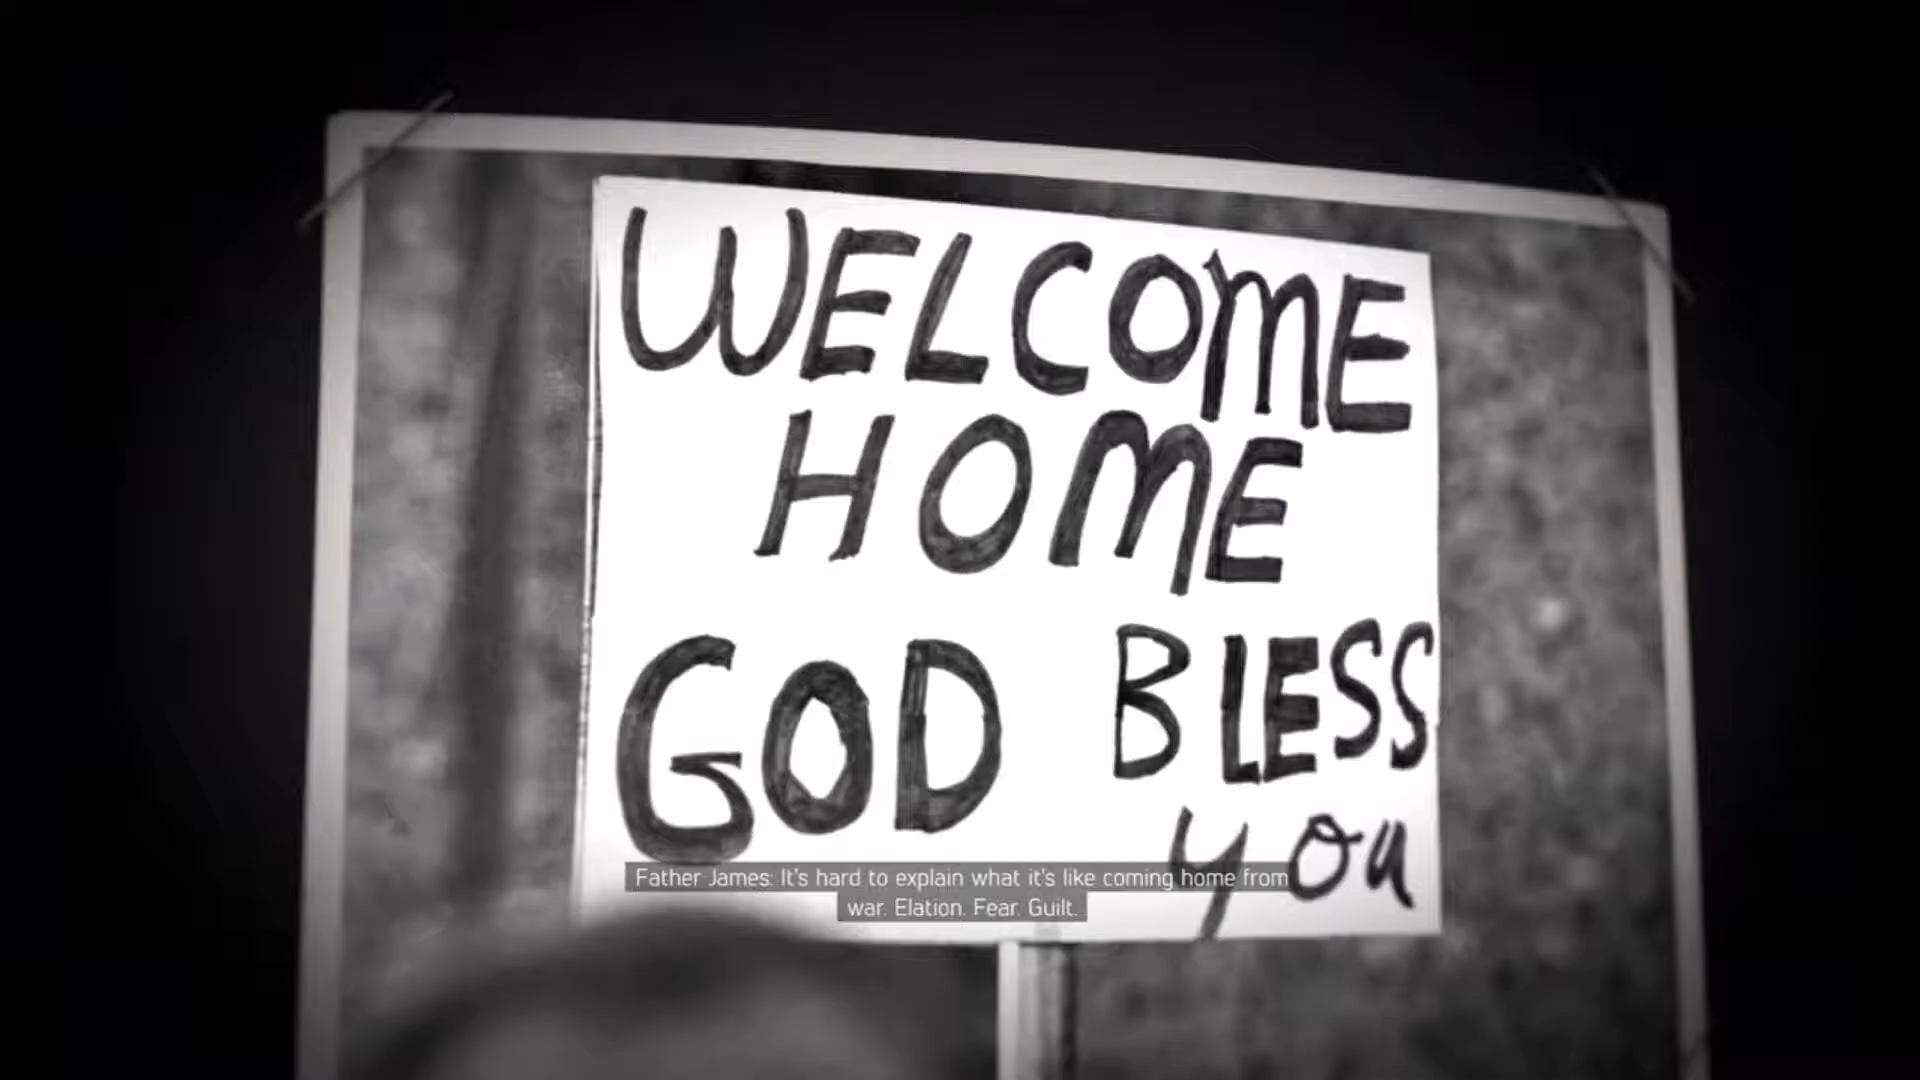 WELCOME
HOME
GOD BLESS
you
Father James: It's hard to explain what it's like coming home from
war. Elation. Fear. Guilt.